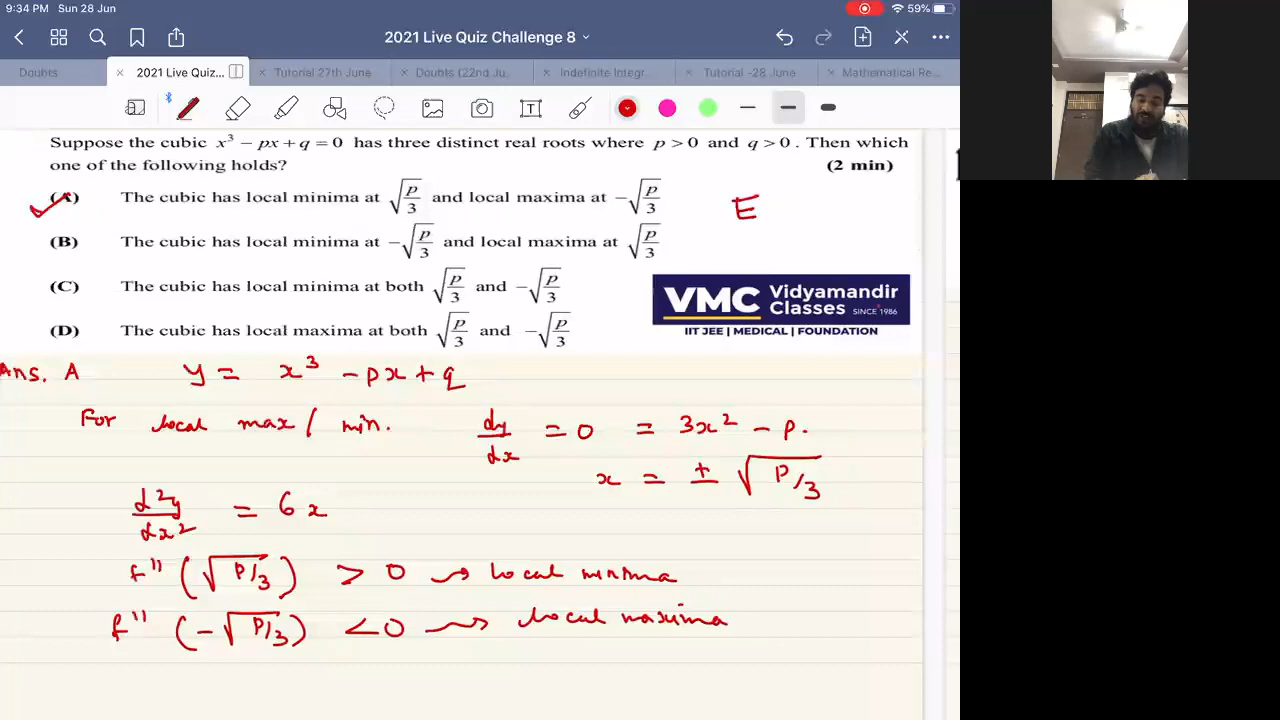 9:34 PM Sun 28 Jun 59%
2021 Live Quiz Challenge 8
Doubts × 2021 Live Quiz... × Tutorial 27th June × Doubts (22nd Ju... × Indefinite Integr... × Tutorial -28 June × Mathematical Re...
Suppose the cubic x³ − px + q = 0 has three distinct real roots where p > 0 and q > 0. Then which
one of the following holds? (2 min)
(A) The cubic has local minima at √(p/3) and local maxima at −√(p/3)
E
(B) The cubic has local minima at −√(p/3) and local maxima at √(p/3)
(C) The cubic has local minima at both √(p/3) and −√(p/3)
(D) The cubic has local maxima at both √(p/3) and −√(p/3)
VMC Vidyamandir Classes SINCE 1986
IIT JEE | MEDICAL | FOUNDATION
Ans. A y = x³ − px + q
For local max / min. dy/dx = 0 = 3x² − p.
x = ± √(P/3)
d²y/dx² = 6x
f'' (√(P/3)) > 0 → local minima
f'' (−√(P/3)) < 0 → local maxima